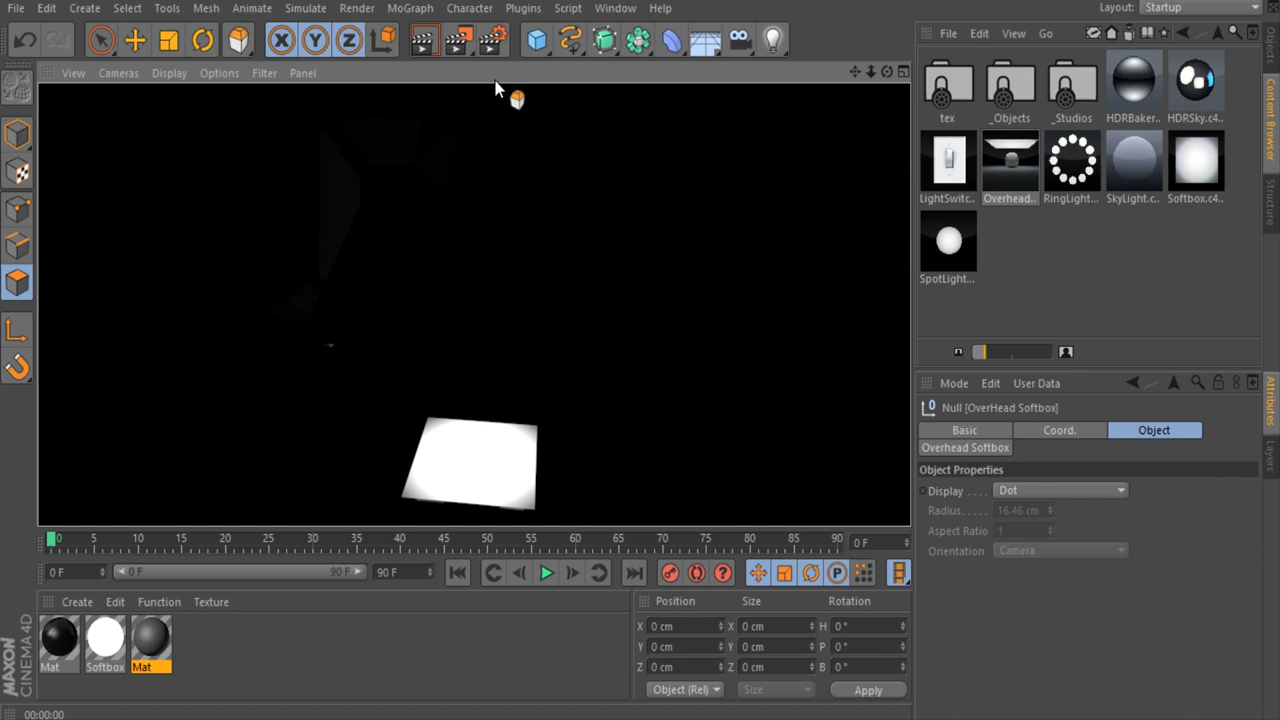 File Edit Create Select Tools Mesh Animate Simulate Render MoGraph Character Plugins Script Window Help Layout: Startup
X Y Z
View Cameras Display Options Filter Panel
File Edit View Go
tex _Objects _Studios HDRBaker.. HDRSky.c4..
LightSwitc.. Overhead.. RingLight... SkyLight.c.. Softbox.c4..
SpotLight...
Objects
Content Browser
Structure
Mode Edit User Data
0 Null [OverHead Softbox]
Basic Coord. Object
Overhead Softbox
Object Properties
Display . . . . Dot
Radius. . . . . 16.46 cm
Aspect Ratio 1
Orientation Camera
Attributes
Layers
0 5 10 15 20 25 30 35 40 45 50 55 60 65 70 75 80 85 90 0 F
0 F 0 F 90 F 90 F
P
Create Edit Function Texture
Mat Softbox Mat
Position Size Rotation
X 0 cm X 0 cm H 0 °
Y 0 cm Y 0 cm P 0 °
Z 0 cm Z 0 cm B 0 °
Object (Rel) Size Apply
MAXON CINEMA 4D
00:00:00